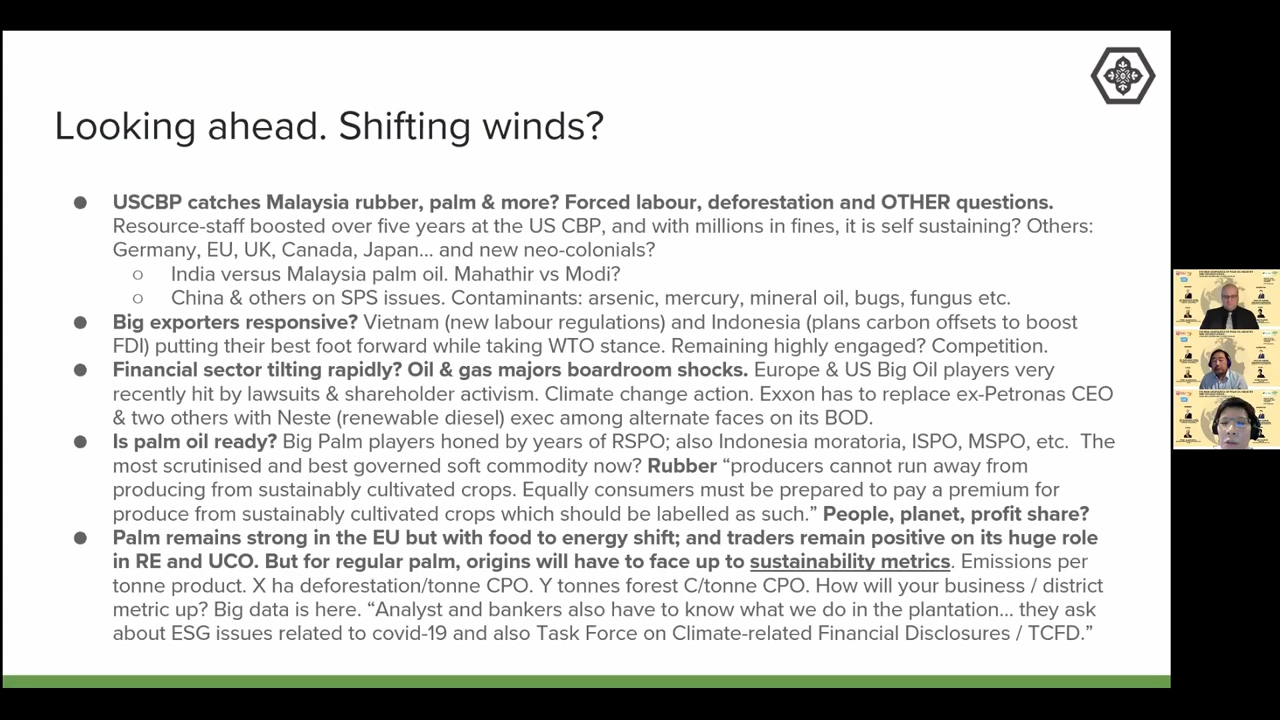 Looking ahead. Shifting winds?
● USCBP catches Malaysia rubber, palm & more? Forced labour, deforestation and OTHER questions.
Resource-staff boosted over five years at the US CBP, and with millions in fines, it is self sustaining? Others:
Germany, EU, UK, Canada, Japan... and new neo-colonials?
○ India versus Malaysia palm oil. Mahathir vs Modi?
○ China & others on SPS issues. Contaminants: arsenic, mercury, mineral oil, bugs, fungus etc.
● Big exporters responsive? Vietnam (new labour regulations) and Indonesia (plans carbon offsets to boost
FDI) putting their best foot forward while taking WTO stance. Remaining highly engaged? Competition.
● Financial sector tilting rapidly? Oil & gas majors boardroom shocks. Europe & US Big Oil players very
recently hit by lawsuits & shareholder activism. Climate change action. Exxon has to replace ex-Petronas CEO
& two others with Neste (renewable diesel) exec among alternate faces on its BOD.
● Is palm oil ready? Big Palm players honed by years of RSPO; also Indonesia moratoria, ISPO, MSPO, etc. The
most scrutinised and best governed soft commodity now? Rubber “producers cannot run away from
producing from sustainably cultivated crops. Equally consumers must be prepared to pay a premium for
produce from sustainably cultivated crops which should be labelled as such.” People, planet, profit share?
● Palm remains strong in the EU but with food to energy shift; and traders remain positive on its huge role
in RE and UCO. But for regular palm, origins will have to face up to sustainability metrics. Emissions per
tonne product. X ha deforestation/tonne CPO. Y tonnes forest C/tonne CPO. How will your business / district
metric up? Big data is here. “Analyst and bankers also have to know what we do in the plantation... they ask
about ESG issues related to covid-19 and also Task Force on Climate-related Financial Disclosures / TCFD.”